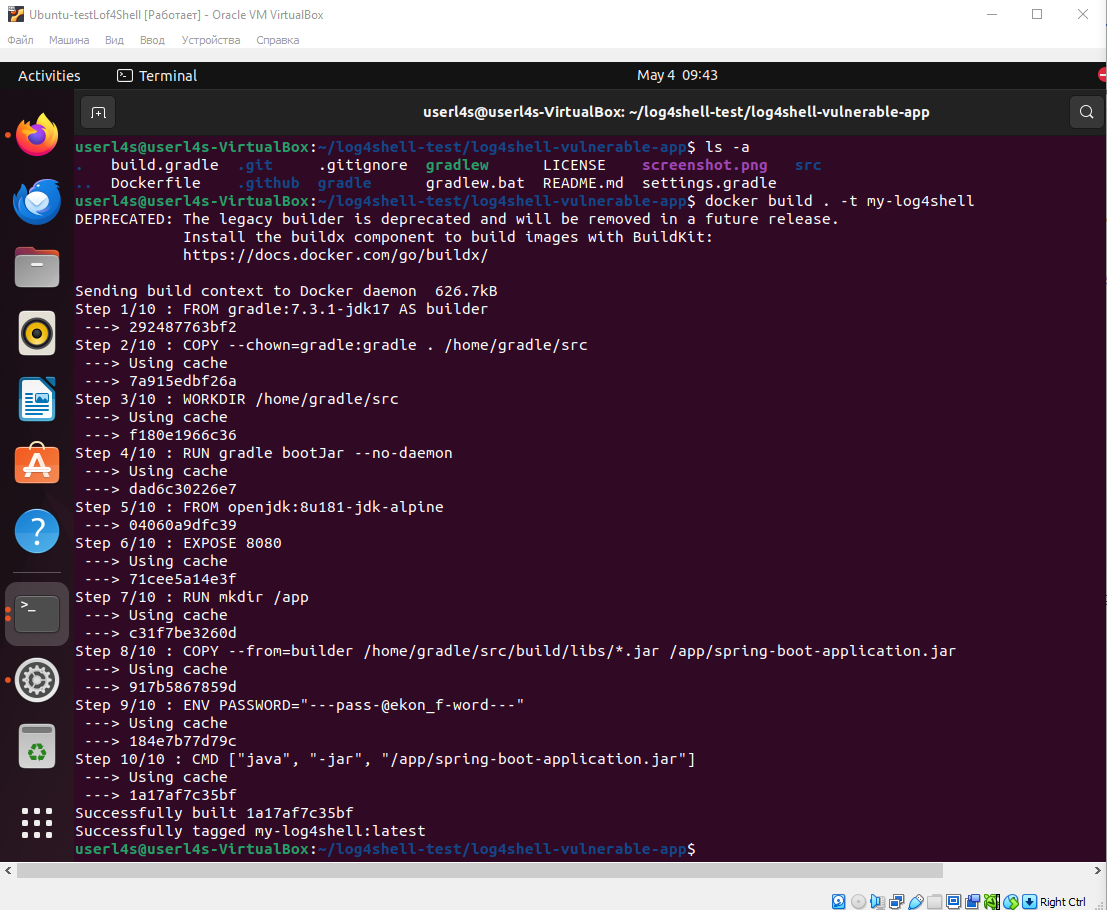 Ubuntu-testLof4Shell [Работает] - Oracle VM VirtualBox
Файл Машина Вид Ввод Устройства Справка
Activities Terminal May 4 09:43
userl4s@userl4s-VirtualBox: ~/log4shell-test/log4shell-vulnerable-app
userl4s@userl4s-VirtualBox:~/log4shell-test/log4shell-vulnerable-app$ ls -a
. build.gradle .git .gitignore gradlew LICENSE screenshot.png src
.. Dockerfile .github gradle gradlew.bat README.md settings.gradle
userl4s@userl4s-VirtualBox:~/log4shell-test/log4shell-vulnerable-app$ docker build . -t my-log4shell
DEPRECATED: The legacy builder is deprecated and will be removed in a future release.
Install the buildx component to build images with BuildKit:
https://docs.docker.com/go/buildx/
Sending build context to Docker daemon 626.7kB
Step 1/10 : FROM gradle:7.3.1-jdk17 AS builder
---> 292487763bf2
Step 2/10 : COPY --chown=gradle:gradle . /home/gradle/src
---> Using cache
---> 7a915edbf26a
Step 3/10 : WORKDIR /home/gradle/src
---> Using cache
---> f180e1966c36
Step 4/10 : RUN gradle bootJar --no-daemon
---> Using cache
---> dad6c30226e7
Step 5/10 : FROM openjdk:8u181-jdk-alpine
---> 04060a9dfc39
Step 6/10 : EXPOSE 8080
---> Using cache
---> 71cee5a14e3f
Step 7/10 : RUN mkdir /app
---> Using cache
---> c31f7be3260d
Step 8/10 : COPY --from=builder /home/gradle/src/build/libs/*.jar /app/spring-boot-application.jar
---> Using cache
---> 917b5867859d
Step 9/10 : ENV PASSWORD="---pass-@ekon_f-word---"
---> Using cache
---> 184e7b77d79c
Step 10/10 : CMD ["java", "-jar", "/app/spring-boot-application.jar"]
---> Using cache
---> 1a17af7c35bf
Successfully built 1a17af7c35bf
Successfully tagged my-log4shell:latest
userl4s@userl4s-VirtualBox:~/log4shell-test/log4shell-vulnerable-app$
Right Ctrl